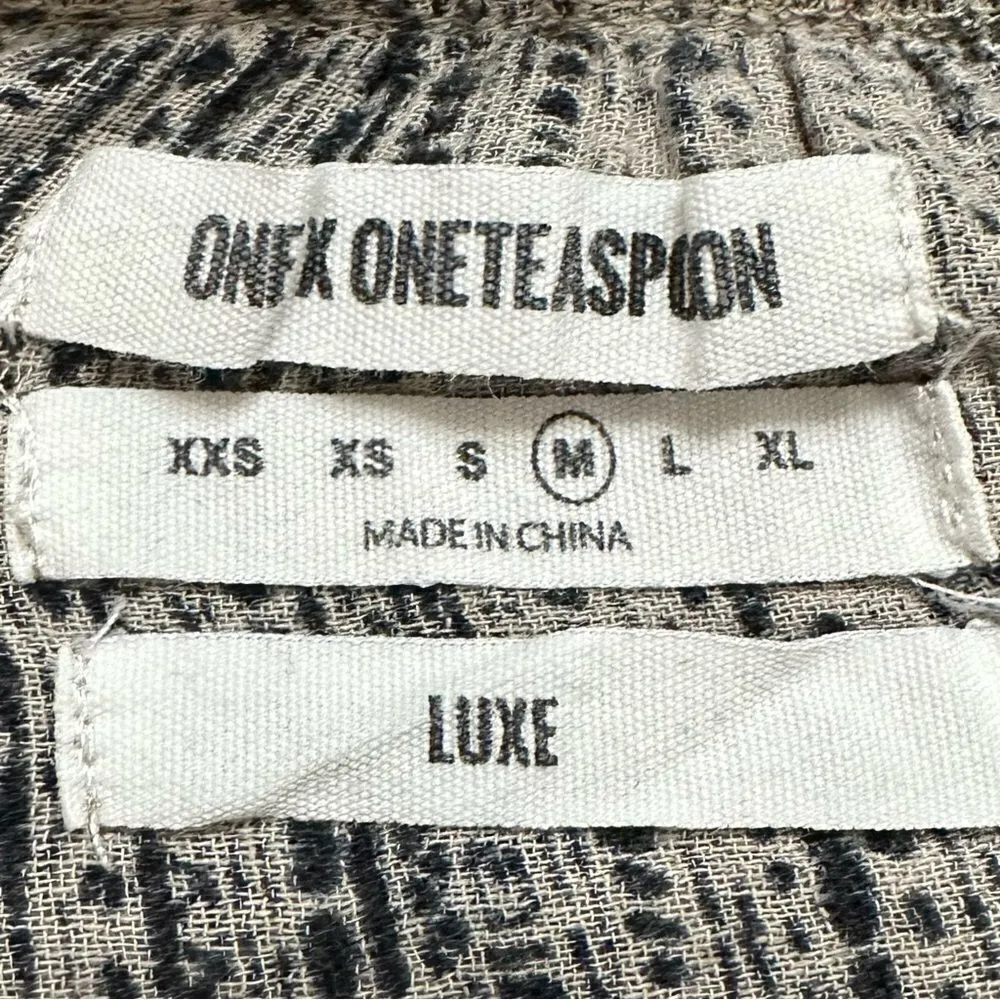 ONFX ONETEASPOON
XXS XS S M L XL
MADE IN CHINA
LUXE